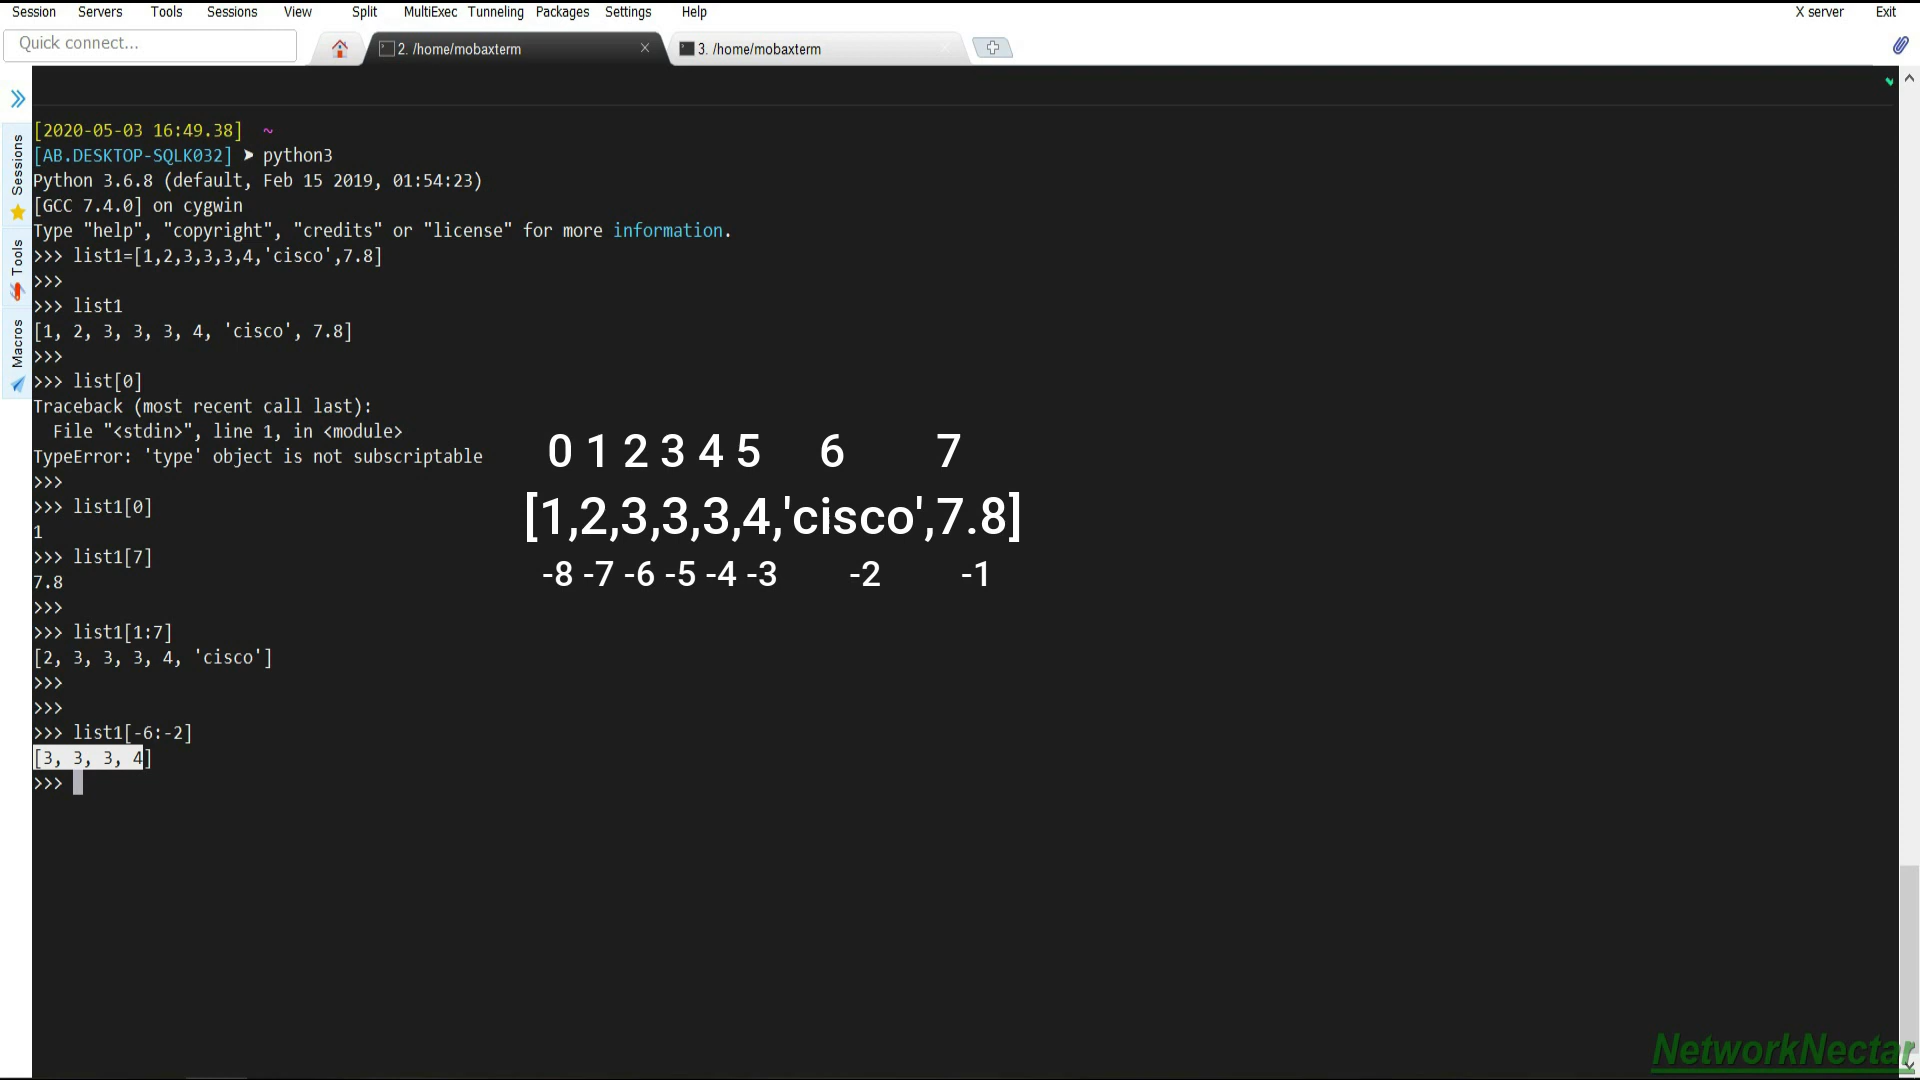 Session Servers Tools Sessions View Split MultiExec Tunneling Packages Settings Help X server Exit
Quick connect...
2. /home/mobaxterm
3. /home/mobaxterm
Sessions
Tools
Macros
[2020-05-03 16:49.38] ~
[AB.DESKTOP-SQLK032] ➤ python3
Python 3.6.8 (default, Feb 15 2019, 01:54:23)
[GCC 7.4.0] on cygwin
Type "help", "copyright", "credits" or "license" for more information.
>>> list1=[1,2,3,3,3,4,'cisco',7.8]
>>>
>>> list1
[1, 2, 3, 3, 3, 4, 'cisco', 7.8]
>>>
>>> list[0]
Traceback (most recent call last):
  File "<stdin>", line 1, in <module>
TypeError: 'type' object is not subscriptable
>>>
>>> list1[0]
1
>>> list1[7]
7.8
>>>
>>> list1[1:7]
[2, 3, 3, 3, 4, 'cisco']
>>>
>>>
>>> list1[-6:-2]
[3, 3, 3, 4]
>>>
0 1 2 3 4 5 6 7
[1,2,3,3,3,4,'cisco',7.8]
-8 -7 -6 -5 -4 -3 -2 -1
NetworkNectar